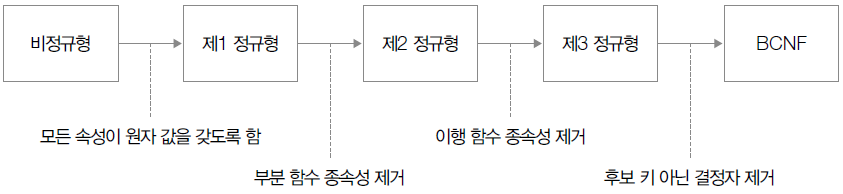 비정규형
제1 정규형
제2 정규형
제3 정규형
BCNF
모든 속성이 원자 값을 갖도록 함
이행 함수 종속성 제거
부분 함수 종속성 제거
후보 키 아닌 결정자 제거